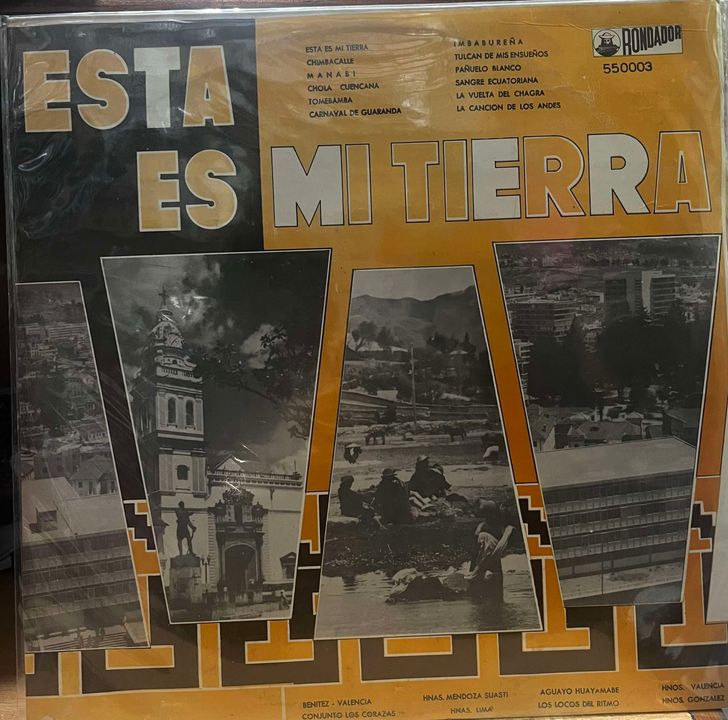 ESTA
ES MI TIERRA
ESTA ES MI TIERRA
CHIMBACALLE
MANABI
CHOLA CUENCANA
TOMEBAMBA
CARNAVAL DE GUARANDA
IMBABUREÑA
TULCAN DE MIS ENSUEÑOS
PAÑUELO BLANCO
SANGRE ECUATORIANA
LA VUELTA DEL CHAGRA
LA CANCION DE LOS ANDES
RONDADOR
550003
BENITEZ - VALENCIA
CONJUNTO LOS CORAZAS
HNAS. MENDOZA SUASTI
HNAS. LIMA
AGUAYO HUAYAMABE
LOS LOCOS DEL RITMO
HNOS. VALENCIA
HNOS. GONZALEZ